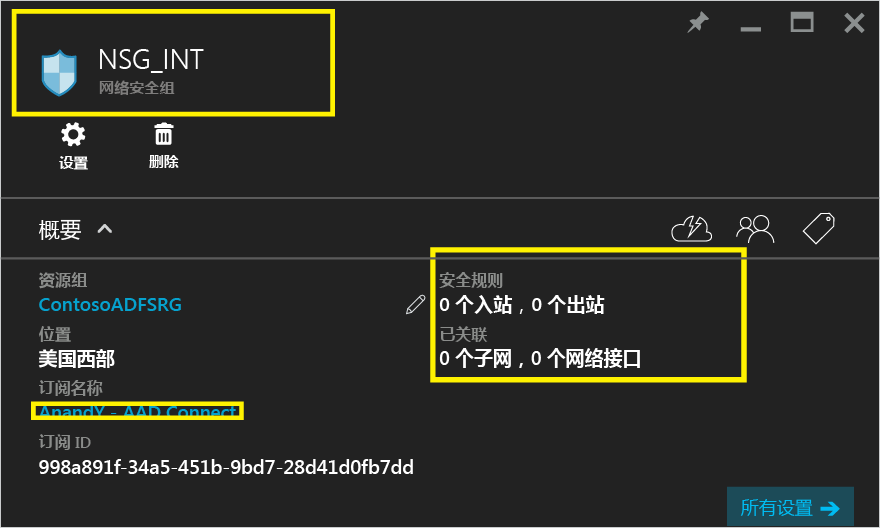 NSG_INT
网络安全组
设置
删除
概要
资源组
ContosoADFSRG
位置
美国西部
订阅名称
AnandY - AAD Connect
订阅 ID
998a891f-34a5-451b-9bd7-28d41d0fb7dd
安全规则
0 个入站，0 个出站
已关联
0 个子网，0 个网络接口
所有设置